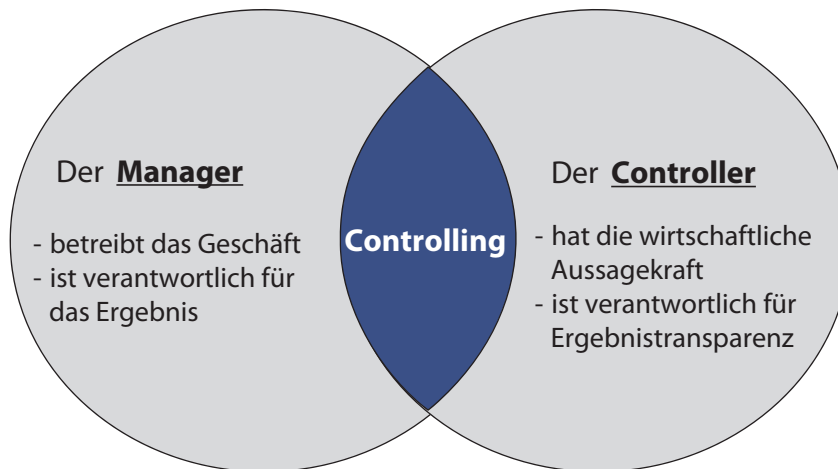 Der Manager
- betreibt das Geschäft
- ist verantwortlich für
das Ergebnis
Controlling
Der Controller
- hat die wirtschaftliche
Aussagekraft
- ist verantwortlich für
Ergebnistransparenz